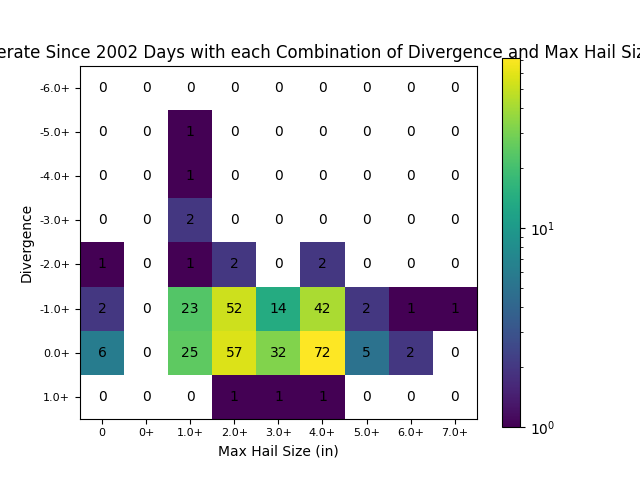 erate Since 2002 Days with each Combination of Divergence and Max Hail Siz
-6.0+ 0 0 0 0 0 0 0 0 0
-5.0+ 0 0 1 0 0 0 0 0 0
-4.0+ 0 0 1 0 0 0 0 0 0
-3.0+ 0 0 2 0 0 0 0 0 0
-2.0+ 1 0 1 2 0 2 0 0 0
-1.0+ 2 0 23 52 14 42 2 1 1
0.0+ 6 0 25 57 32 72 5 2 0
1.0+ 0 0 0 1 1 1 0 0 0
0 0+ 1.0+ 2.0+ 3.0+ 4.0+ 5.0+ 6.0+ 7.0+
Max Hail Size (in)
Divergence
10¹
10⁰